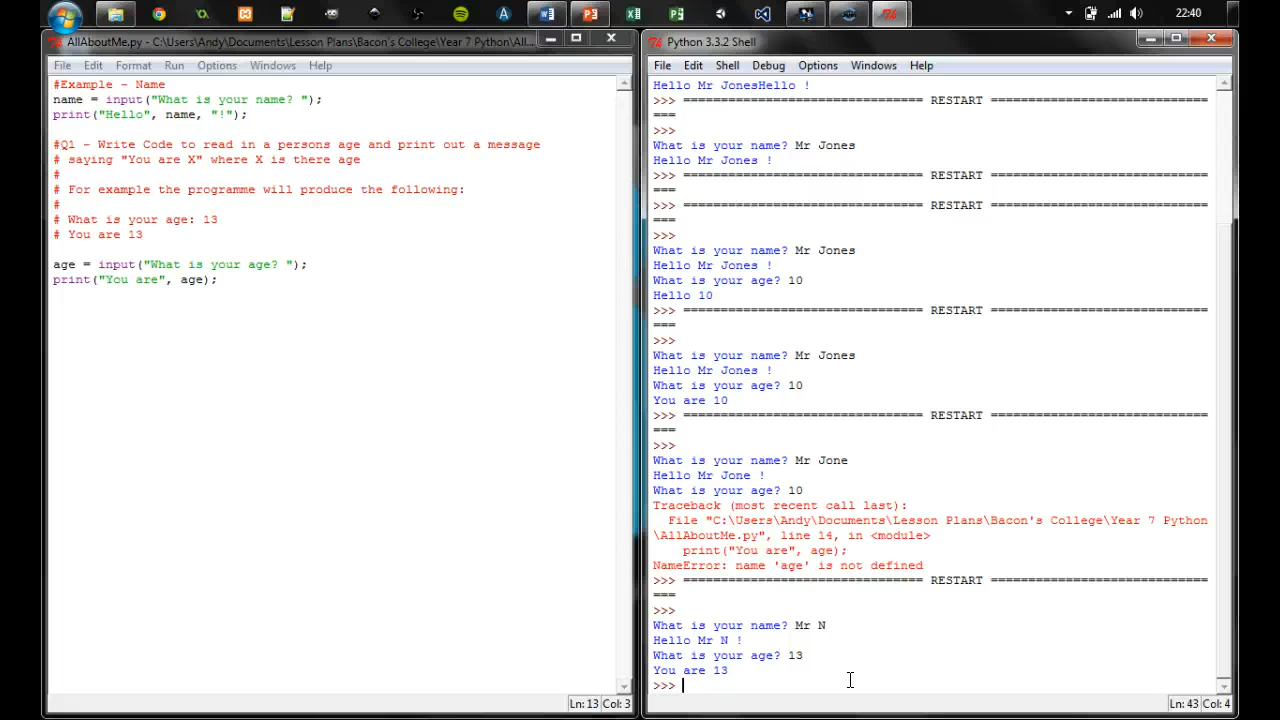 22:40
AllAboutMe.py - C:\Users\Andy\Documents\Lesson Plans\Bacon's College\Year 7 Python\All...
File Edit Format Run Options Windows Help
#Example - Name
name = input("What is your name? ");
print("Hello", name, "!");
#Q1 - Write Code to read in a persons age and print out a message
# saying "You are X" where X is there age
#
# For example the programme will produce the following:
#
# What is your age: 13
# You are 13
age = input("What is your age? ");
print("You are", age);
Ln: 13 Col: 3
Python 3.3.2 Shell
File Edit Shell Debug Options Windows Help
Hello Mr JonesHello !
>>> ================================ RESTART ================================
===
>>>
What is your name? Mr Jones
Hello Mr Jones !
>>> ================================ RESTART ================================
===
>>> ================================ RESTART ================================
===
>>>
What is your name? Mr Jones
Hello Mr Jones !
What is your age? 10
Hello 10
>>> ================================ RESTART ================================
===
>>>
What is your name? Mr Jones
Hello Mr Jones !
What is your age? 10
You are 10
>>> ================================ RESTART ================================
===
>>>
What is your name? Mr Jone
Hello Mr Jone !
What is your age? 10
Traceback (most recent call last):
File "C:\Users\Andy\Documents\Lesson Plans\Bacon's College\Year 7 Python
\AllAboutMe.py", line 14, in <module>
print("You are", age);
NameError: name 'age' is not defined
>>> ================================ RESTART ================================
===
>>>
What is your name? Mr N
Hello Mr N !
What is your age? 13
You are 13
>>>
Ln: 43 Col: 4